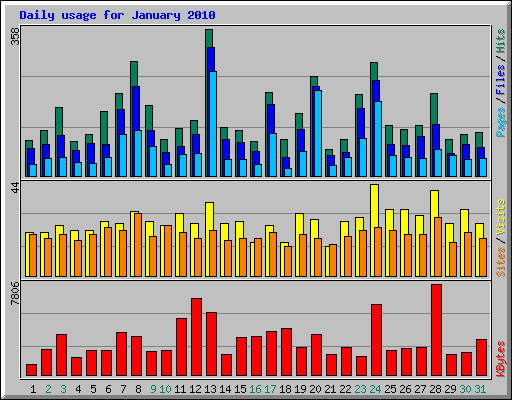 Daily usage for January 2010
358
Pages / Files / Hits
44
Sites / Visits
7806
KBytes
1 2 3 4 5 6 7 8 9 10 11 12 13 14 15 16 17 18 19 20 21 22 23 24 25 26 27 28 29 30 31